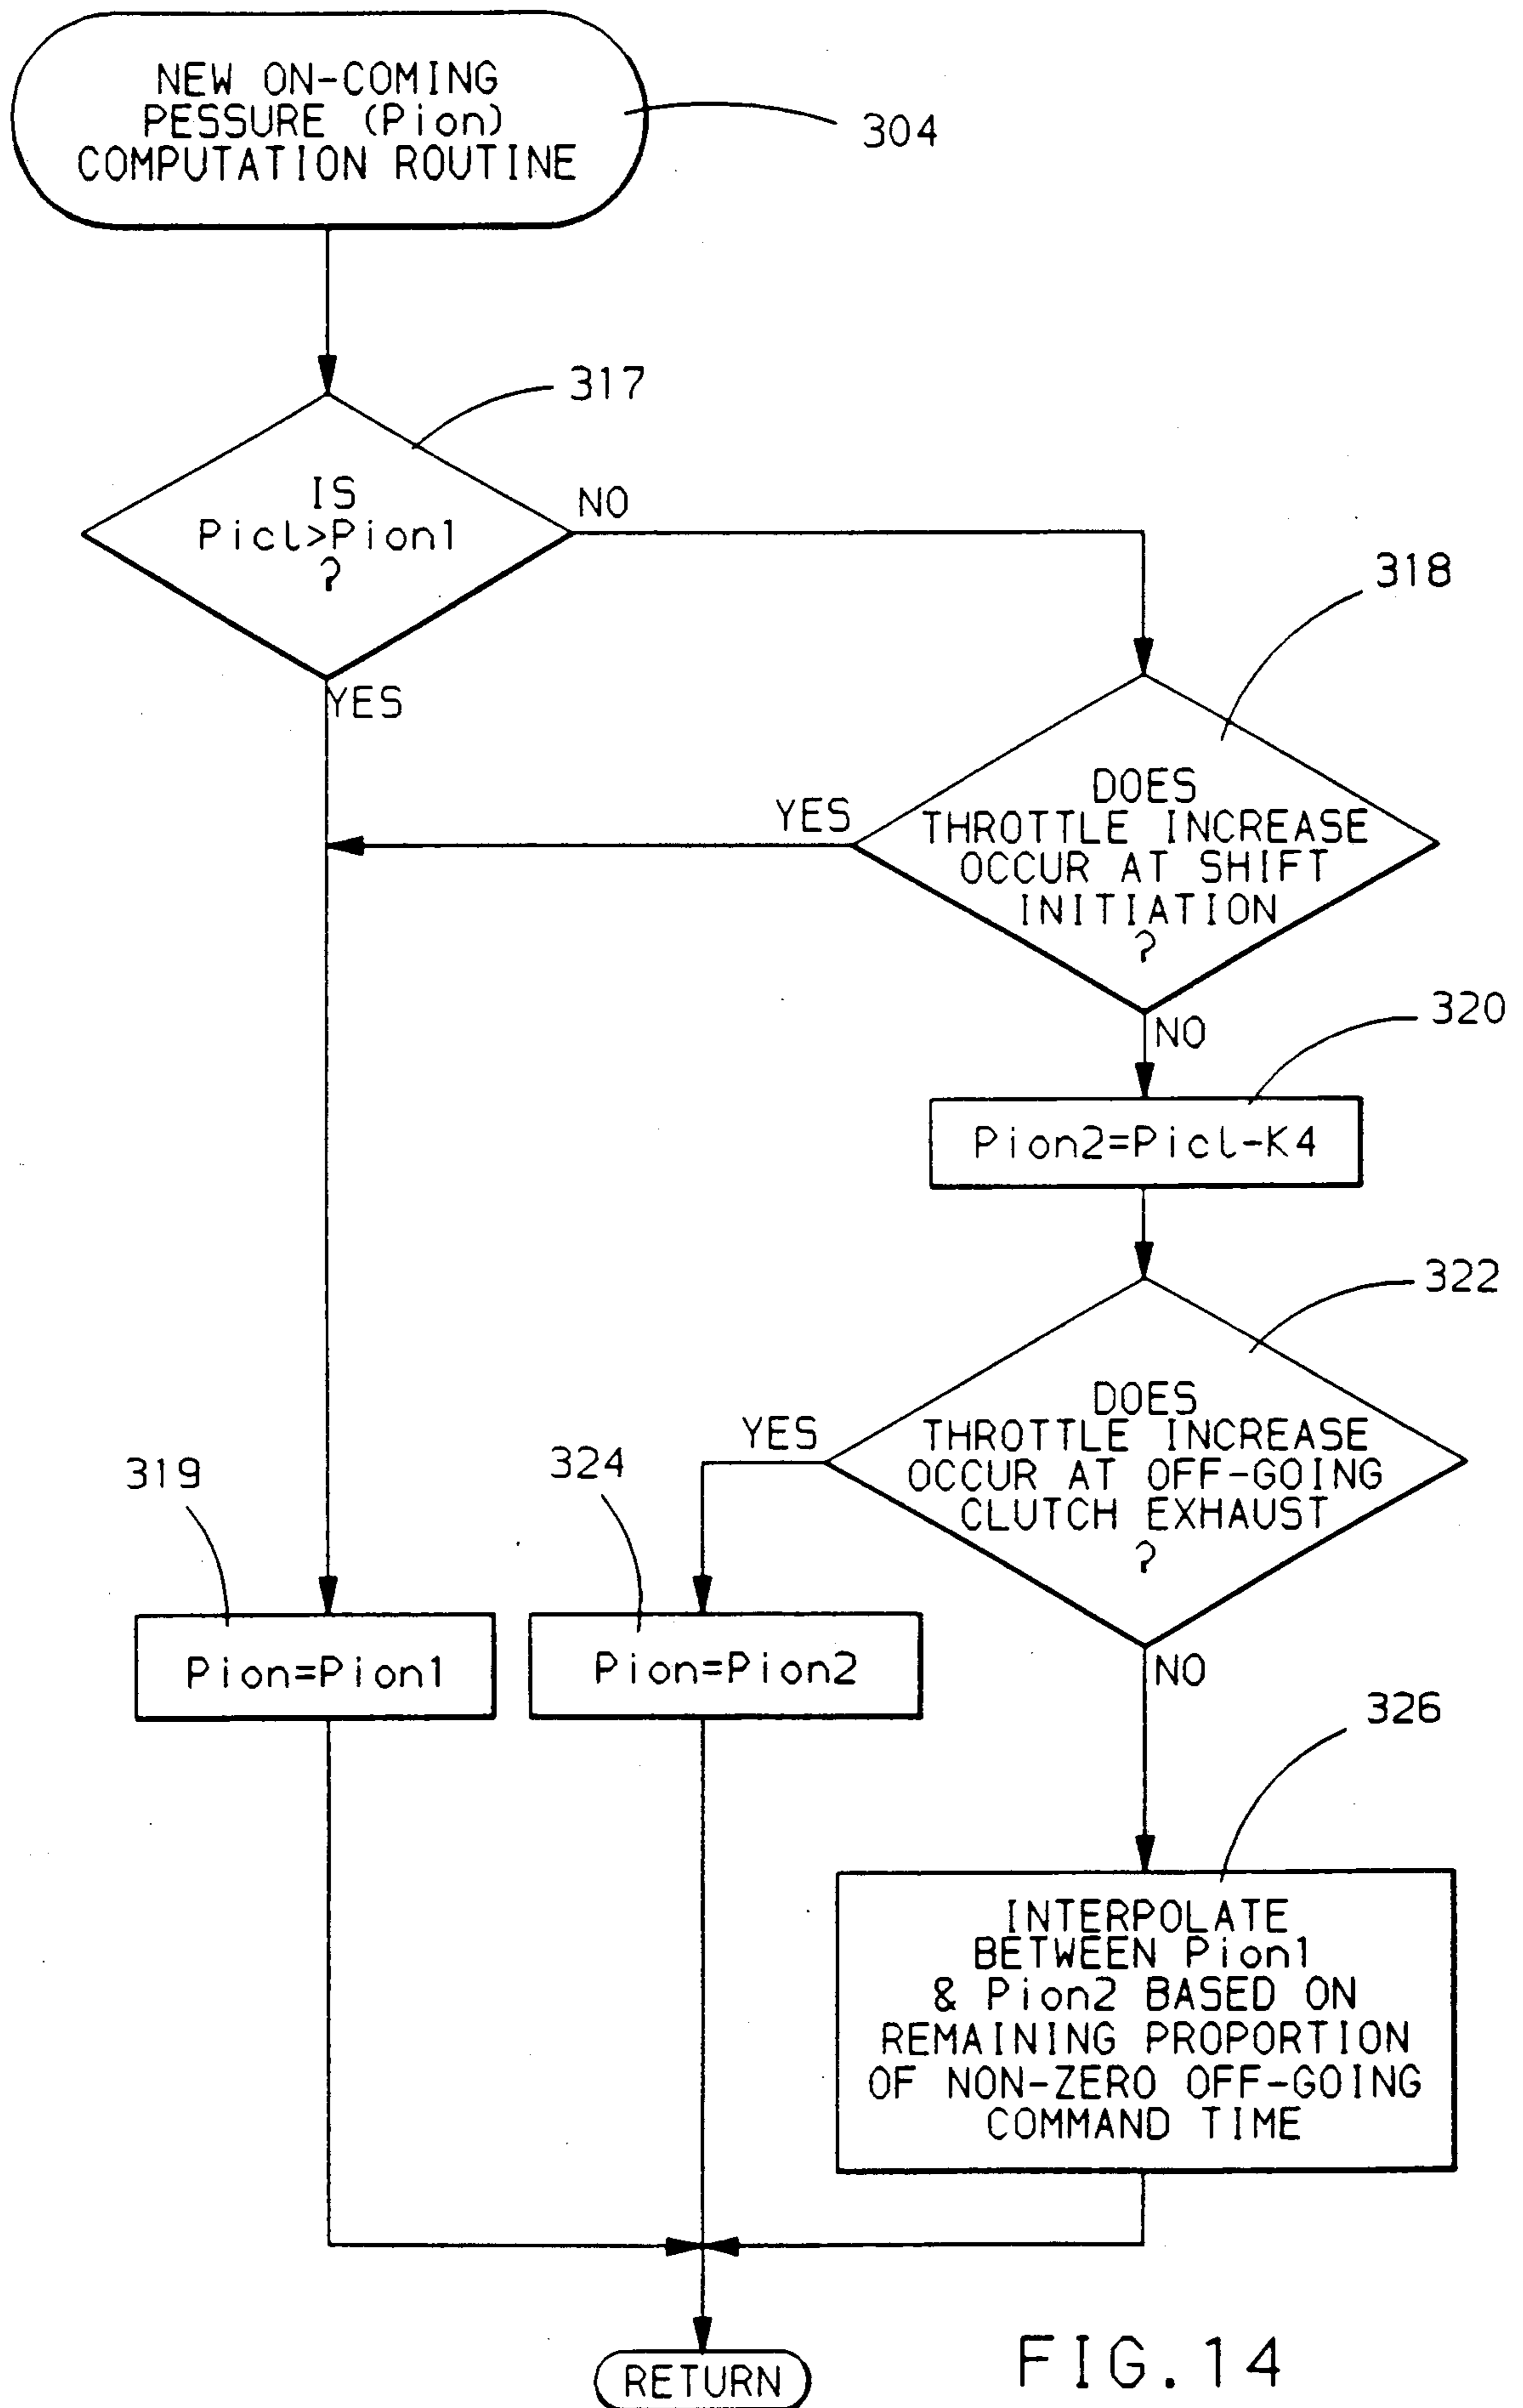 NEW ON-COMING
PESSURE (Pion)
COMPUTATION ROUTINE
304
317
IS
Picl>Pion1
?
NO
YES
318
DOES
THROTTLE INCREASE
OCCUR AT SHIFT
INITIATION
?
YES
NO
320
Pion2=Picl-K4
322
DOES
THROTTLE INCREASE
OCCUR AT OFF-GOING
CLUTCH EXHAUST
?
YES
NO
319
Pion=Pion1
324
Pion=Pion2
326
INTERPOLATE
BETWEEN Pion1
& Pion2 BASED ON
REMAINING PROPORTION
OF NON-ZERO OFF-GOING
COMMAND TIME
RETURN
FIG.14